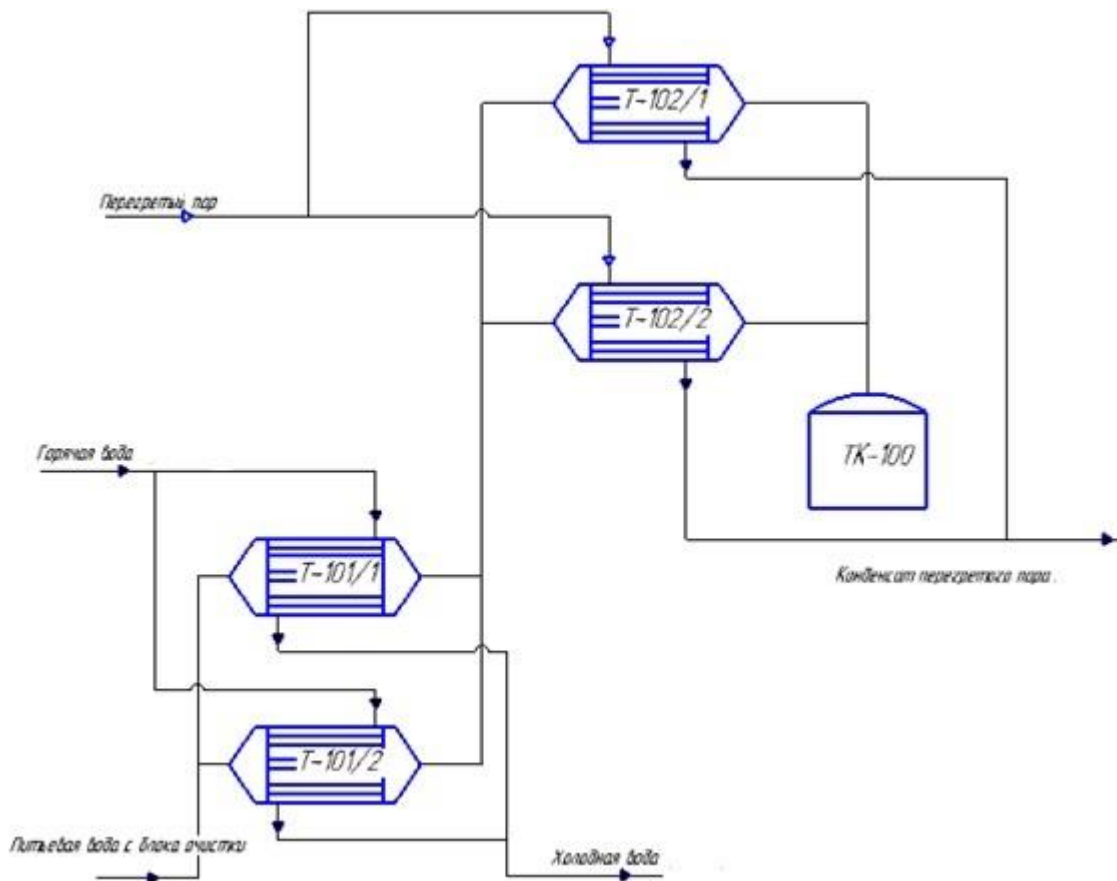 Т-102/1
Перегретый пар
Т-102/2
Горячая вода
ТК-100
Т-101/1
Конденсат перегретого пара.
Т-101/2
Питьевая вода с блока очистки
Холодная вода